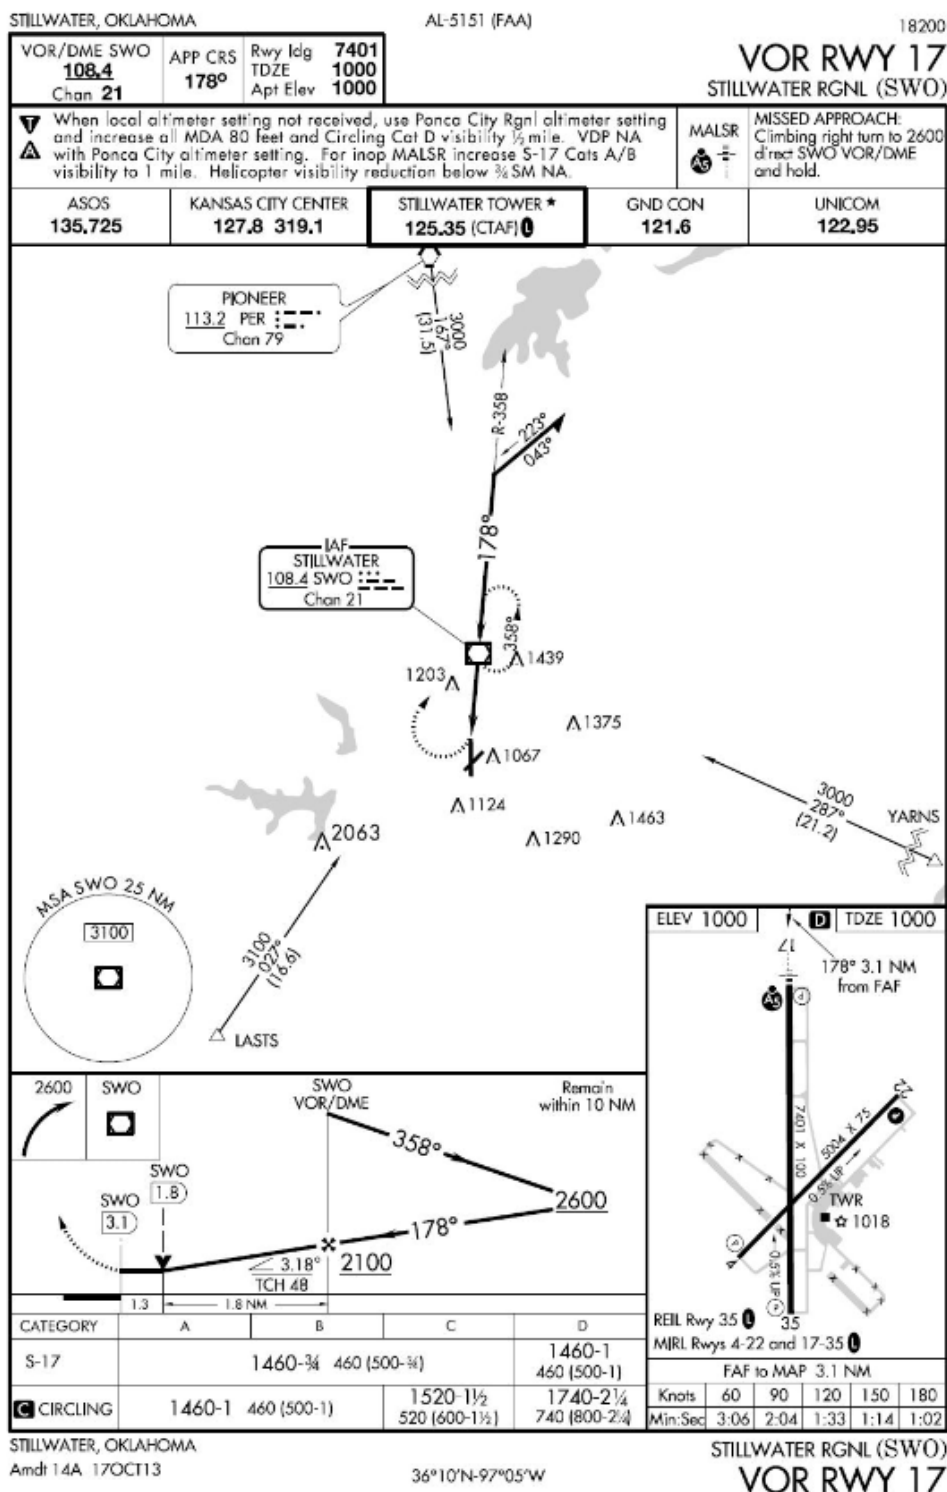 STILLWATER, OKLAHOMA
AL-5151 (FAA)
18200
VOR/DME SWO
108.4
Chan 21
APP CRS
178°
Rwy ldg 7401
TDZE 1000
Apt Elev 1000
VOR RWY 17
STILLWATER RGNL (SWO)
T
A
When local altimeter setting not received, use Ponca City Rgnl altimeter setting
and increase all MDA 80 feet and Circling Cat D visibility ½ mile. VDP NA
with Ponca City altimeter setting. For inop MALSR increase S-17 Cats A/B
visibility to 1 mile. Helicopter visibility reduction below ¾ SM NA.
MALSR
A5
MISSED APPROACH:
Climbing right turn to 2600
direct SWO VOR/DME
and hold.
ASOS
135.725
KANSAS CITY CENTER
127.8 319.1
STILLWATER TOWER ★
125.35 (CTAF) L
GND CON
121.6
UNICOM
122.95
PIONEER
113.2 PER
Chan 79
3000
167°
(31.5)
R-358
223°
043°
178°
IAF
STILLWATER
108.4 SWO
Chan 21
358°
1439
1203
1375
1067
1124
1463
1290
2063
3000
287°
(21.2)
YARNS
MSA SWO 25 NM
3100
3100
027°
(16.6)
LASTS
ELEV 1000
D
TDZE 1000
17
178° 3.1 NM
from FAF
A5
P
7401 X 100
5004 X 75
0.5% UP
22
TWR
1018
P
4
0.5% UP
P
35
REIL Rwy 35 L
MIRL Rwys 4-22 and 17-35 L
2600
SWO
SWO
VOR/DME
Remain
within 10 NM
358°
2600
178°
2100
SWO
1.8
SWO
3.1
3.18°
TCH 48
1.3
1.8 NM
CATEGORY A B C D
S-17
1460-¾ 460 (500-¾)
1460-1
460 (500-1)
C CIRCLING
1460-1 460 (500-1)
1520-1½
520 (600-1½)
1740-2¼
740 (800-2¼)
FAF to MAP 3.1 NM
Knots 60 90 120 150 180
Min:Sec 3:06 2:04 1:33 1:14 1:02
STILLWATER, OKLAHOMA
Amdt 14A 17OCT13
36°10'N-97°05'W
STILLWATER RGNL (SWO)
VOR RWY 17